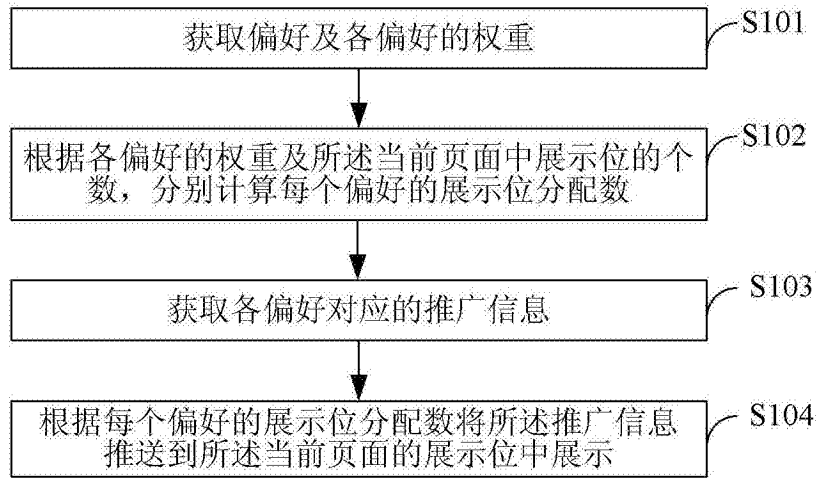 获取偏好及各偏好的权重
S101
根据各偏好的权重及所述当前页面中展示位的个
数，分别计算每个偏好的展示位分配数
S102
获取各偏好对应的推广信息
S103
根据每个偏好的展示位分配数将所述推广信息
推送到所述当前页面的展示位中展示
S104